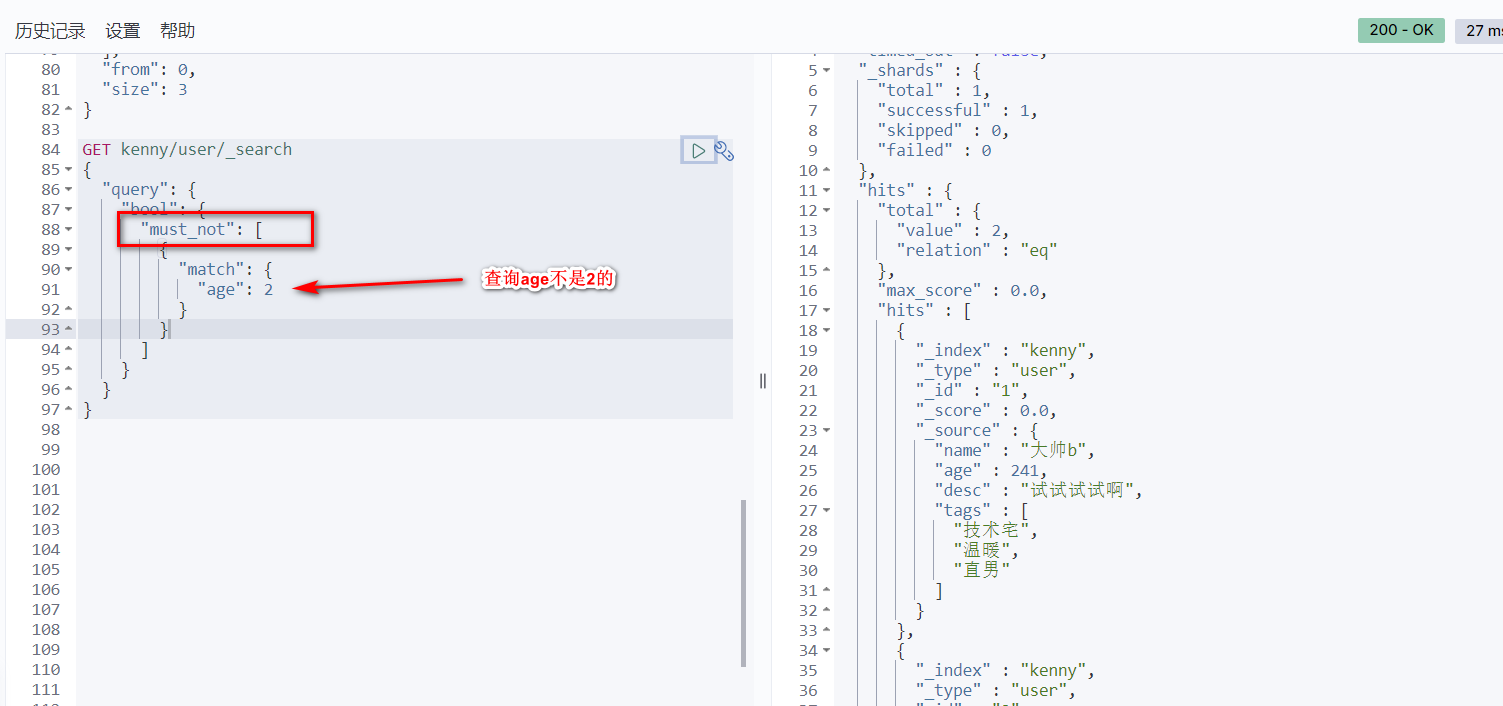 历史记录 设置 帮助
200 - OK
27 ms
80 ],
"from": 0,
81 "size": 3
82 }
83
84 GET kenny/user/_search
85 {
86 "query": {
87 "bool": {
88 "must_not": [
89 {
90 "match": {
91 "age": 2
查询age不是2的
92 }
93 }
94 ]
95 }
96 }
97 }
98
99
100
101
102
103
104
105
106
107
108
109
110
111
"timed_out" : false,
5 "_shards" : {
6 "total" : 1,
7 "successful" : 1,
8 "skipped" : 0,
9 "failed" : 0
10 },
11 "hits" : {
12 "total" : {
13 "value" : 2,
14 "relation" : "eq"
15 },
16 "max_score" : 0.0,
17 "hits" : [
18 {
19 "_index" : "kenny",
20 "_type" : "user",
21 "_id" : "1",
22 "_score" : 0.0,
23 "_source" : {
24 "name" : "大帅b",
25 "age" : 241,
26 "desc" : "试试试试啊",
27 "tags" : [
28 "技术宅",
29 "温暖",
30 "直男"
31 ]
32 }
33 },
34 {
35 "_index" : "kenny",
36 "_type" : "user",